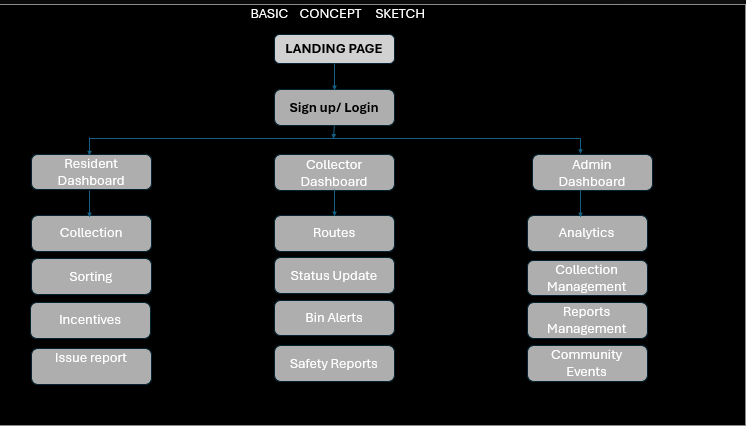 BASIC CONCEPT SKETCH
LANDING PAGE
Sign up/ Login
Resident
Dashboard
Collector
Dashboard
Admin
Dashboard
Collection
Routes
Analytics
Sorting
Status Update
Collection
Management
Incentives
Bin Alerts
Reports
Management
Issue report
Safety Reports
Community
Events